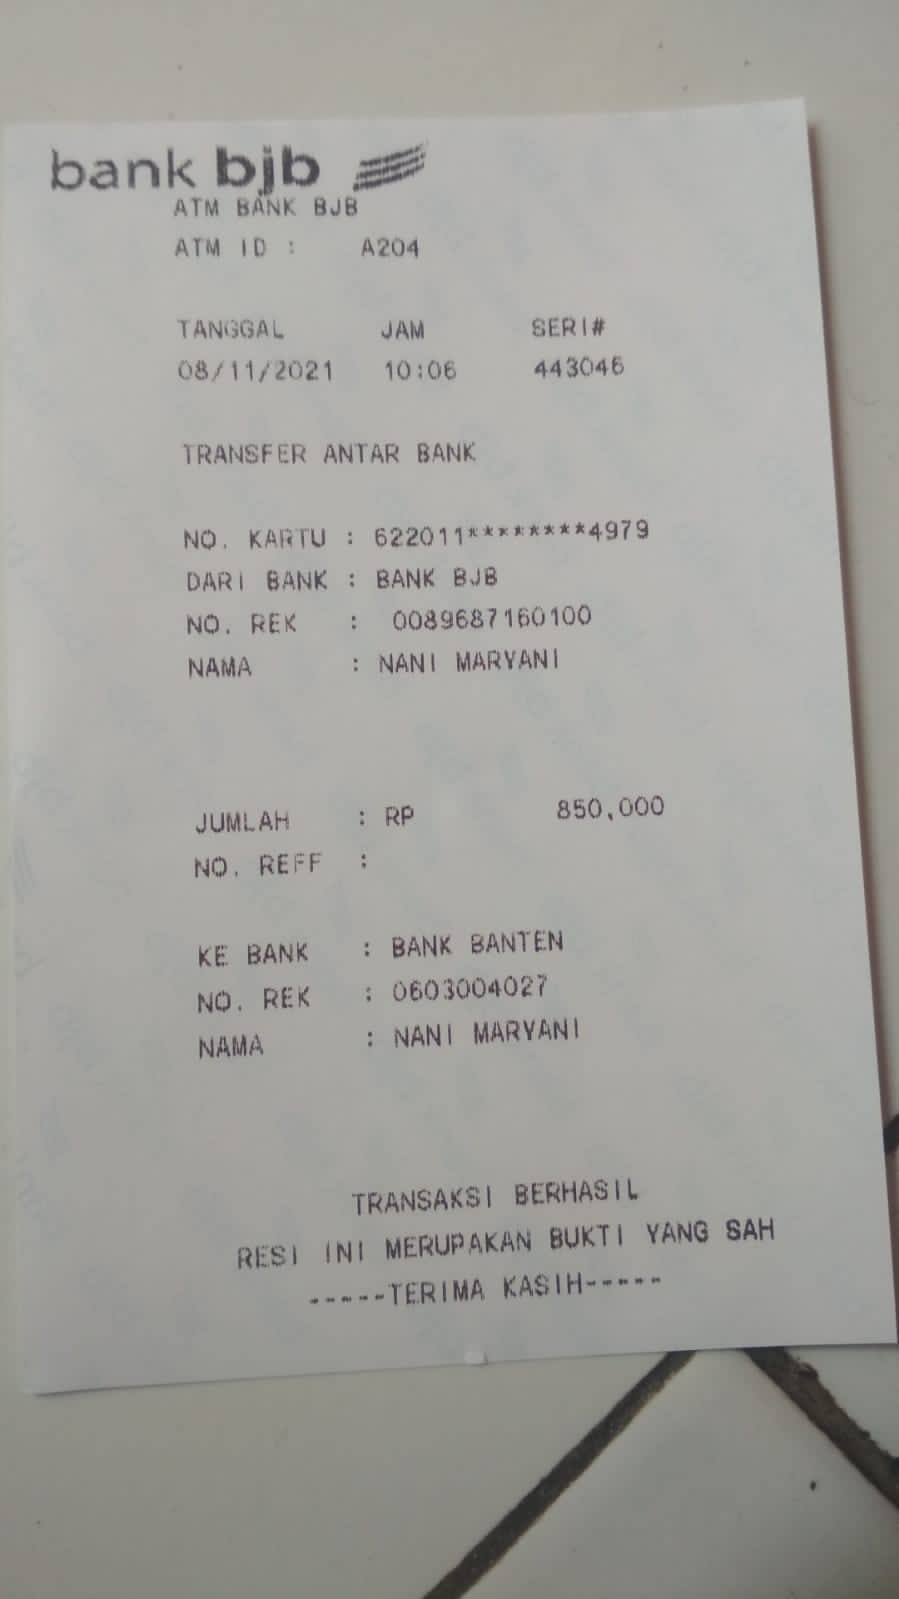 bank bjb
ATM BANK BJB
ATM ID : A204
TANGGAL JAM SERI#
08/11/2021 10:06 443046
TRANSFER ANTAR BANK
NO. KARTU : 622011********4979
DARI BANK : BANK BJB
NO. REK : 0089687160100
NAMA : NANI MARYANI
JUMLAH : RP 850,000
NO. REFF :
KE BANK : BANK BANTEN
NO. REK : 0603004027
NAMA : NANI MARYANI
TRANSAKSI BERHASIL
RESI INI MERUPAKAN BUKTI YANG SAH
-----TERIMA KASIH-----